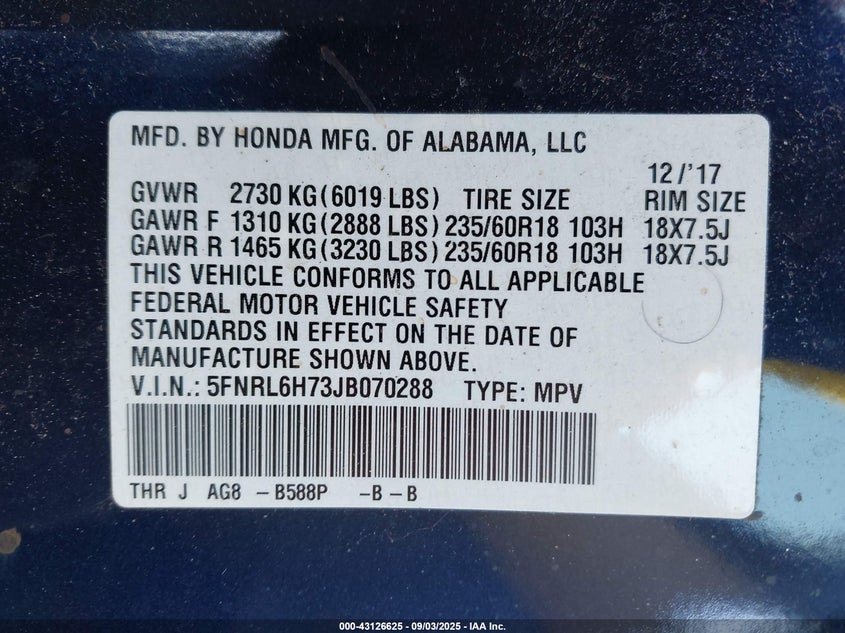 MFD. BY HONDA MFG. OF ALABAMA, LLC
12/'17
GVWR 2730 KG(6019 LBS) TIRE SIZE RIM SIZE
GAWR F 1310 KG(2888 LBS) 235/60R18 103H 18X7.5J
GAWR R 1465 KG(3230 LBS) 235/60R18 103H 18X7.5J
THIS VEHICLE CONFORMS TO ALL APPLICABLE
FEDERAL MOTOR VEHICLE SAFETY
STANDARDS IN EFFECT ON THE DATE OF
MANUFACTURE SHOWN ABOVE.
V.I.N.: 5FNRL6H73JB070288 TYPE: MPV
THR J AG8 -B588P -B-B
000-43126625 - 09/03/2025 - IAA Inc.